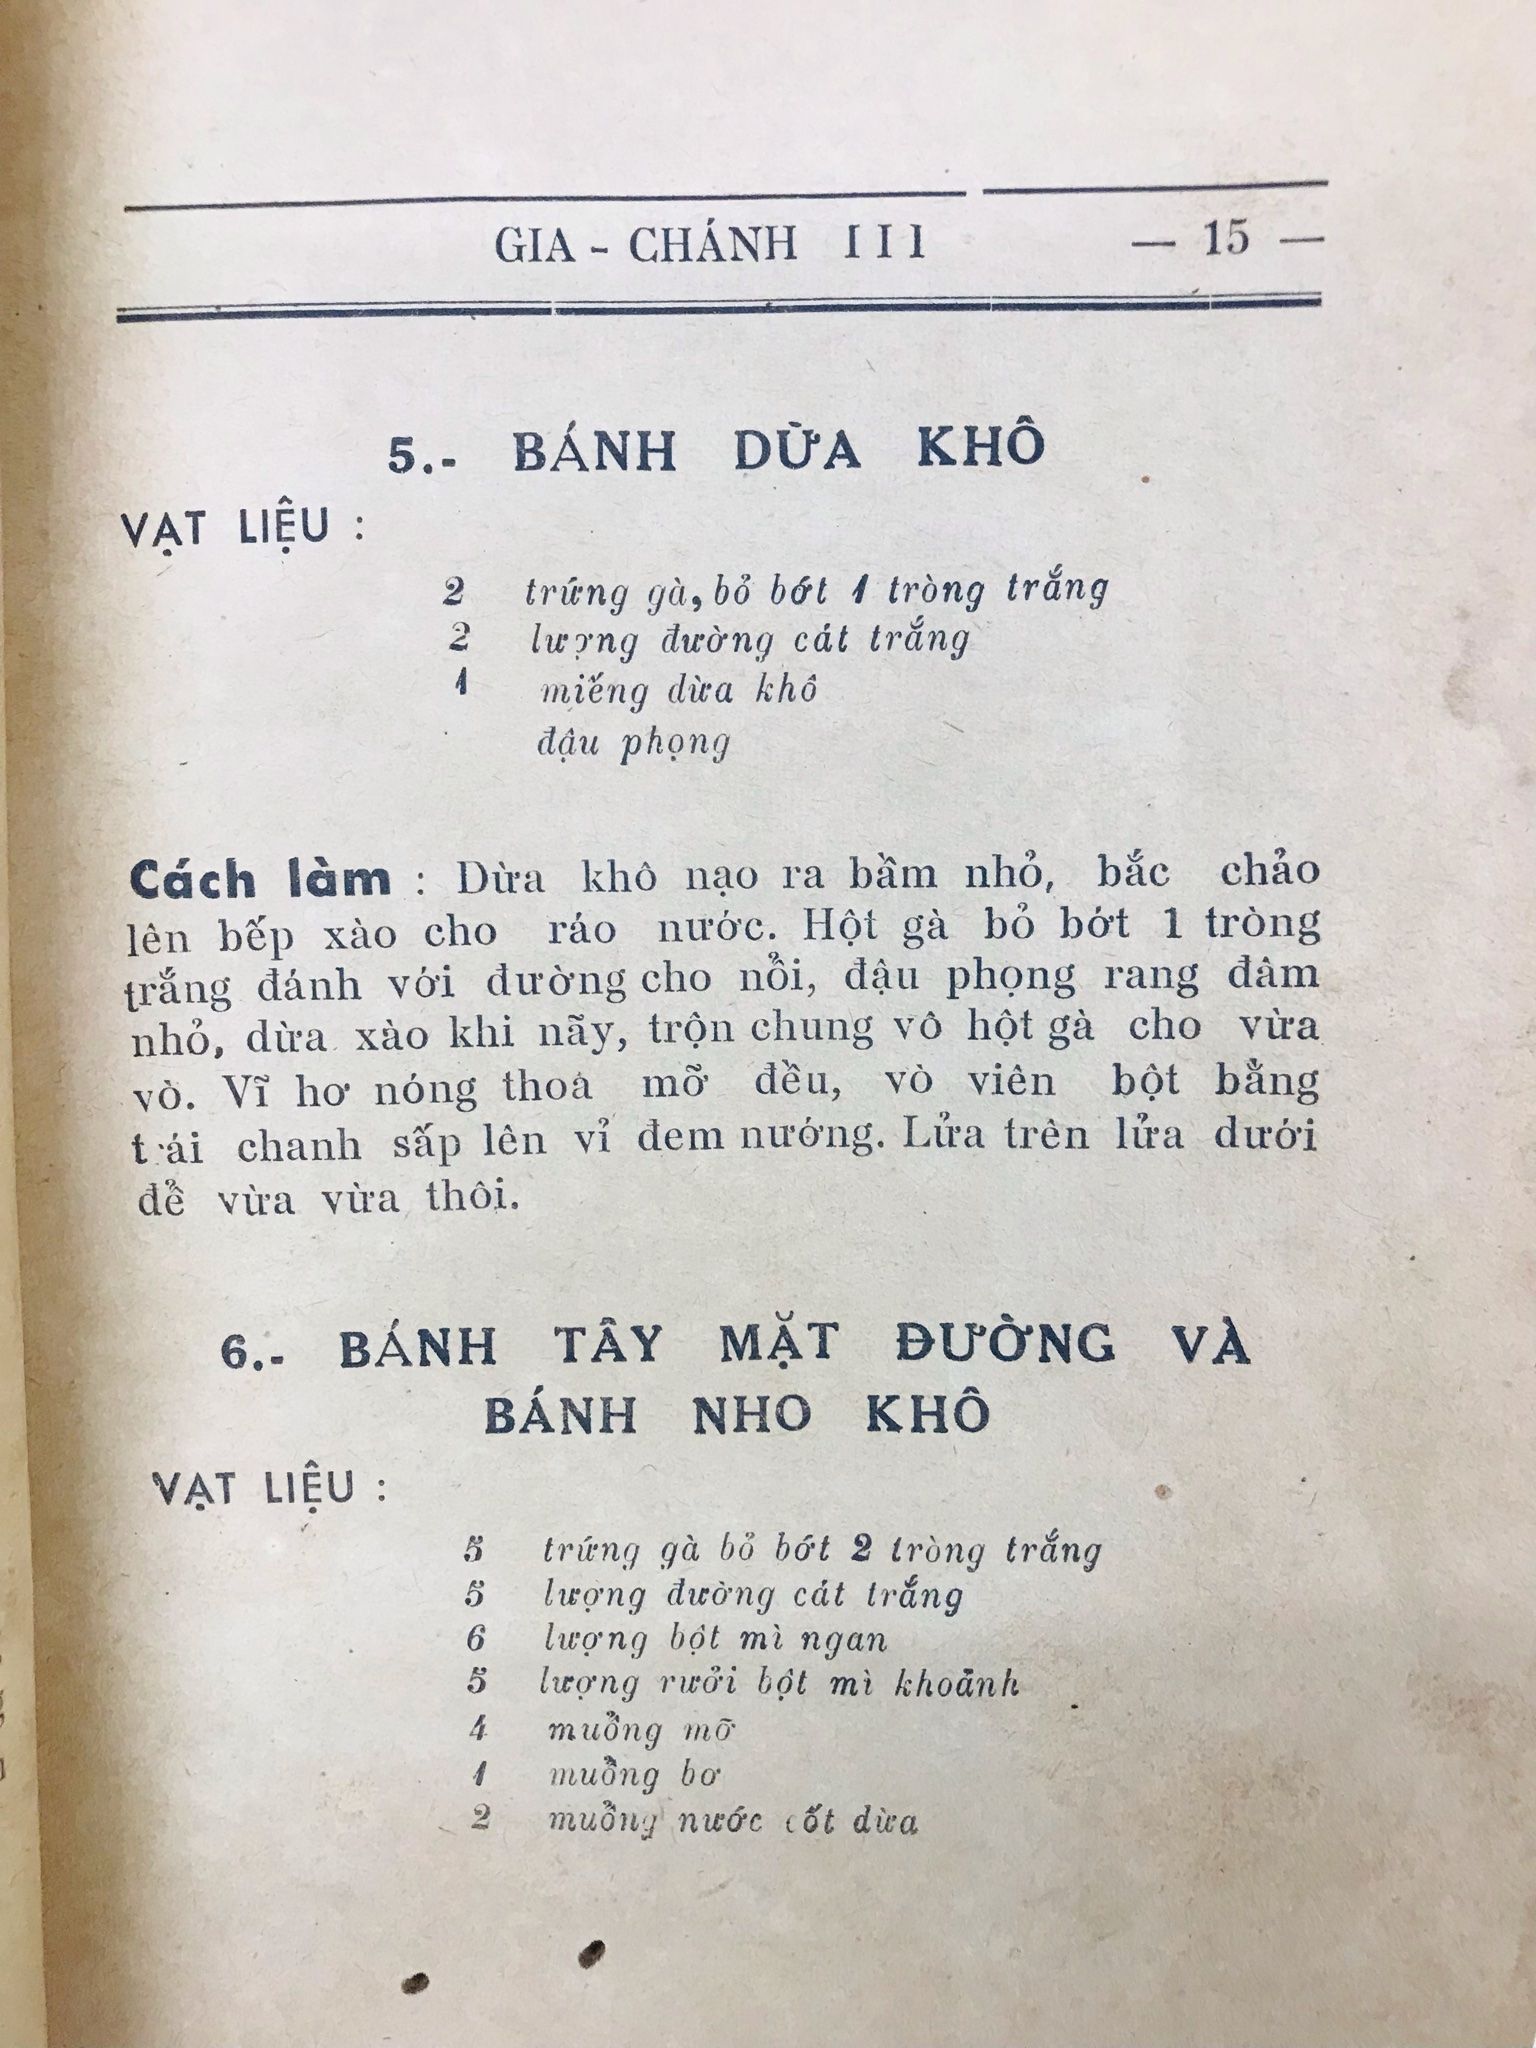 GIA - CHÁNH III — 15 —
5.- BÁNH DỪA KHÔ
VẠT LIỆU :
2 trứng gà, bỏ bớt 1 tròng trắng
2 lượng đường cát trắng
1 miếng dừa khô
đậu phọng
Cách làm : Dừa khô nạo ra bầm nhỏ, bắc chảo
lên bếp xào cho ráo nước. Hột gà bỏ bớt 1 tròng
trắng đánh với đường cho nổi, đậu phọng rang đâm
nhỏ, dừa xào khi nãy, trộn chung vô hột gà cho vừa
vò. Vĩ hơ nóng thoa mỡ đều, vò viên bột bằng
trái chanh sấp lên vỉ đem nướng. Lửa trên lửa dưới
để vừa vừa thôi.
6.- BÁNH TÂY MẶT ĐƯỜNG VÀ
BÁNH NHO KHÔ
VẠT LIỆU :
5 trứng gà bỏ bớt 2 tròng trắng
5 lượng đường cát trắng
6 lượng bột mì ngan
5 lượng rưởi bột mì khoảnh
4 muổng mỡ
1 muổng bơ
2 muổng nước cốt dừa